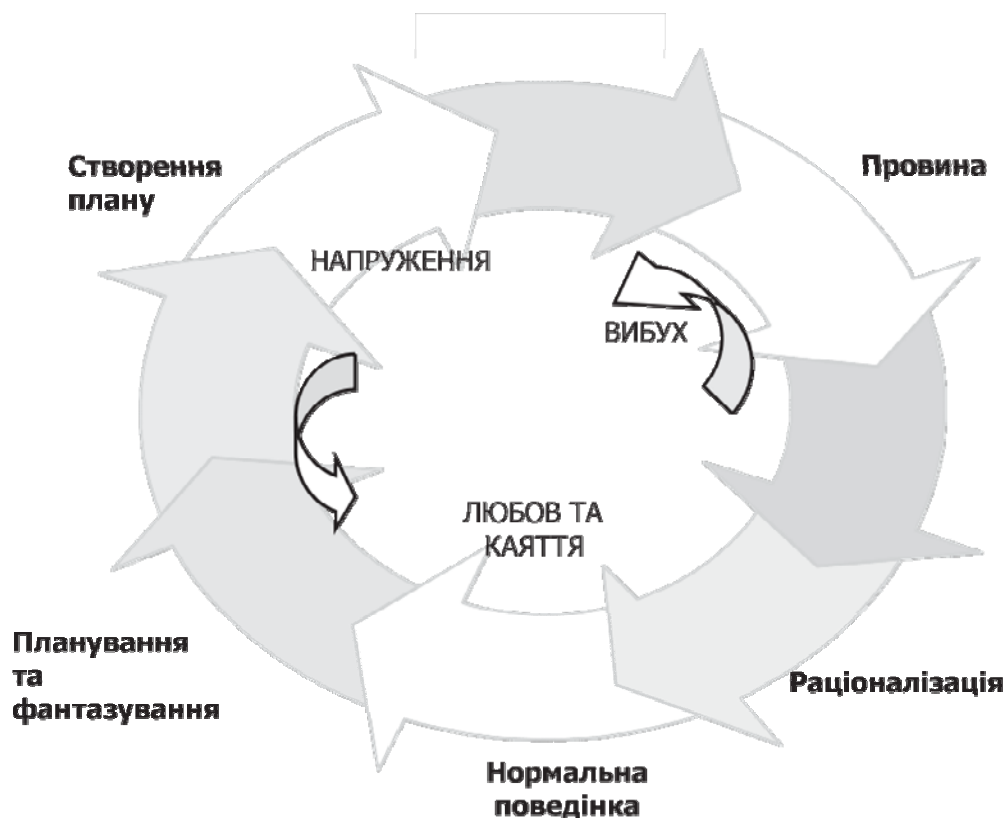 Створення
плану
Провина
НАПРУЖЕННЯ
ВИБУХ
ЛЮБОВ ТА
КАЯТТЯ
Планування
та
фантазування
Раціоналізація
Нормальна
поведінка